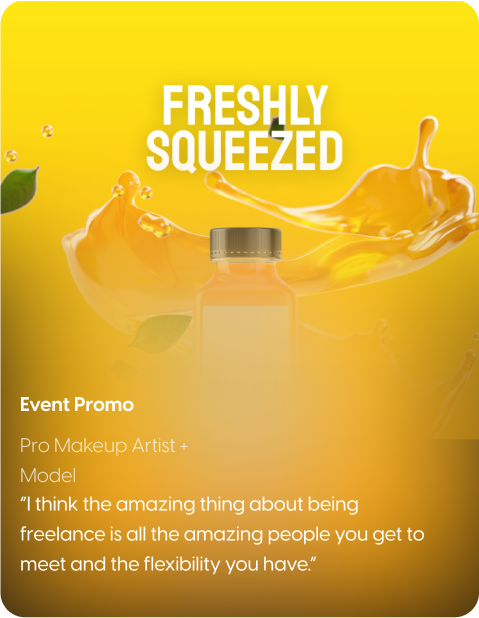 FRESHLY
SQUEEZED
Event Promo
Pro Makeup Artist +
Model
“I think the amazing thing about being
freelance is all the amazing people you get to
meet and the flexibility you have.”